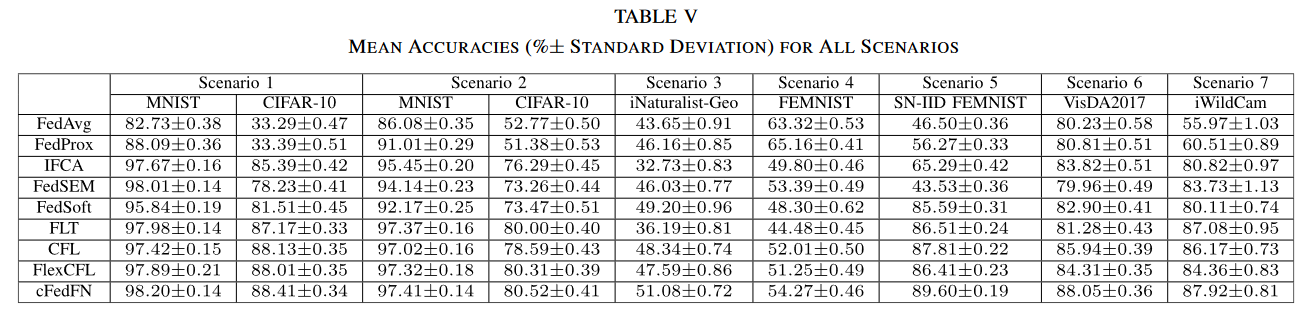 TABLE V
MEAN ACCURACIES (%± STANDARD DEVIATION) FOR ALL SCENARIOS
Scenario 1 Scenario 2 Scenario 3 Scenario 4 Scenario 5 Scenario 6 Scenario 7
MNIST CIFAR-10 MNIST CIFAR-10 iNaturalist-Geo FEMNIST SN-IID FEMNIST VisDA2017 iWildCam
FedAvg 82.73±0.38 33.29±0.47 86.08±0.35 52.77±0.50 43.65±0.91 63.32±0.53 46.50±0.36 80.23±0.58 55.97±1.03
FedProx 88.09±0.36 33.39±0.51 91.01±0.29 51.38±0.53 46.16±0.85 65.16±0.41 56.27±0.33 80.81±0.51 60.51±0.89
IFCA 97.67±0.16 85.39±0.42 95.45±0.20 76.29±0.45 32.73±0.83 49.80±0.46 65.29±0.42 83.82±0.51 80.82±0.97
FedSEM 98.01±0.14 78.23±0.41 94.14±0.23 73.26±0.44 46.03±0.77 53.39±0.49 43.53±0.36 79.96±0.49 83.73±1.13
FedSoft 95.84±0.19 81.51±0.45 92.17±0.25 73.47±0.51 49.20±0.96 48.30±0.62 85.59±0.31 82.90±0.41 80.11±0.74
FLT 97.98±0.14 87.17±0.33 97.37±0.16 80.00±0.40 36.19±0.81 44.48±0.45 86.51±0.24 81.28±0.43 87.08±0.95
CFL 97.42±0.15 88.13±0.35 97.02±0.16 78.59±0.43 48.34±0.74 52.01±0.50 87.81±0.22 85.94±0.39 86.17±0.73
FlexCFL 97.89±0.21 88.01±0.35 97.32±0.18 80.31±0.39 47.59±0.86 51.25±0.49 86.41±0.23 84.31±0.35 84.36±0.83
cFedFN 98.20±0.14 88.41±0.34 97.41±0.14 80.52±0.41 51.08±0.72 54.27±0.46 89.60±0.19 88.05±0.36 87.92±0.81